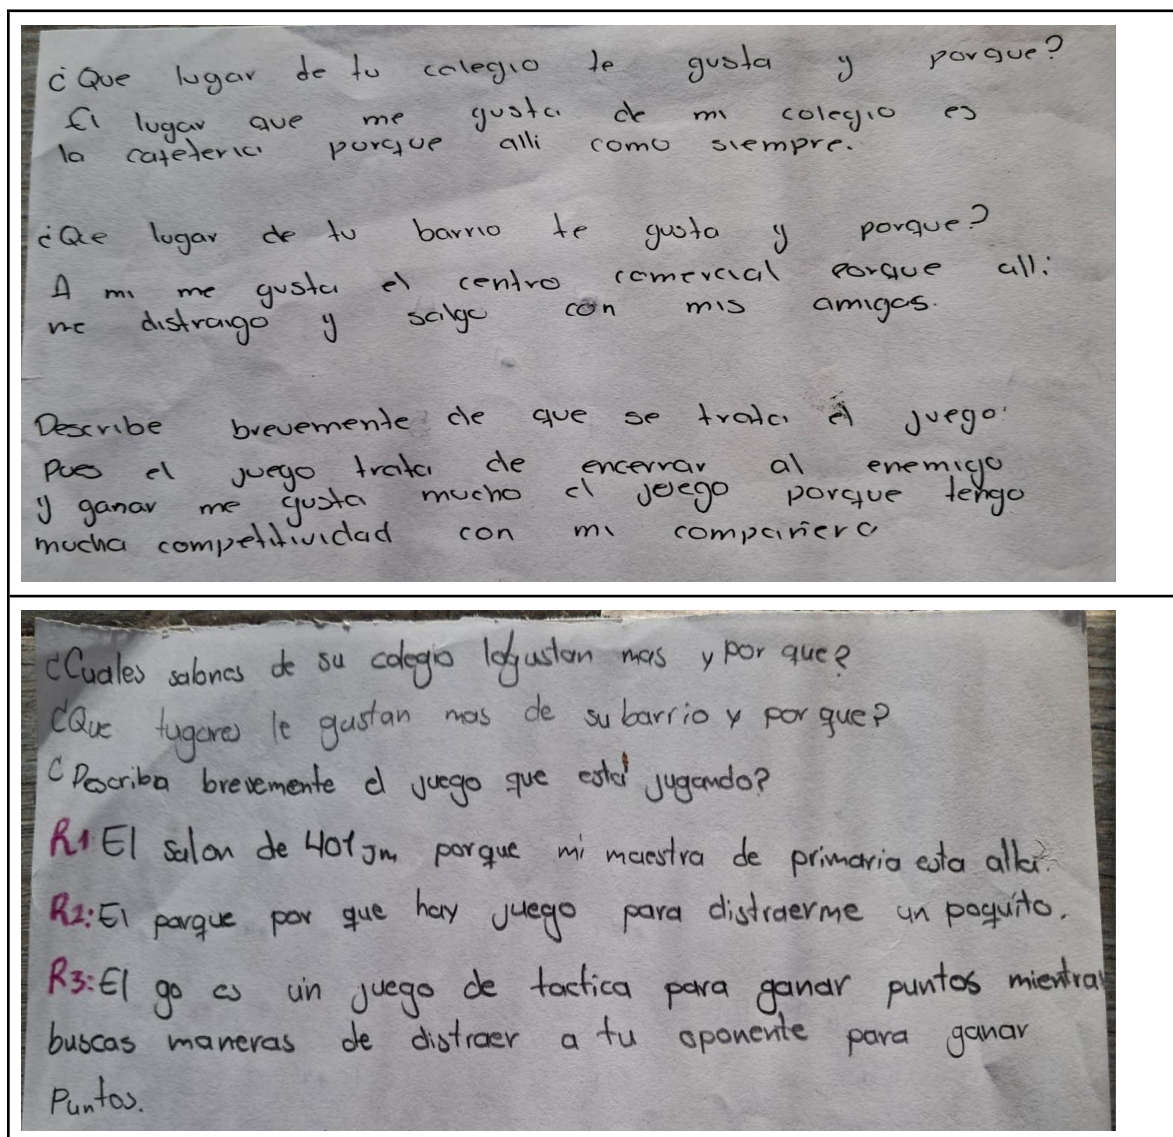 ¿Que lugar de tu colegio te gusta y porque?
El lugar que me gusta de mi colegio es
la cafeteria porque alli como siempre.
¿Que lugar de tu barrio te gusta y porque?
A mi me gusta el centro comercial porque alli
me distraigo y salgo con mis amigas.
Describe brevemente de que se trata el juego
Pues el juego trata de encerrar al enemigo
y ganar me gusta mucho el juego porque tengo
mucha competitividad con mi compañero
¿Cuales salones de su colegio le gustan mas y por que?
¿Que lugares le gustan mas de su barrio y por que?
¿Describa brevemente el juego que está jugando?
R1: El salon de 401 Jm porque mi maestra de primaria esta alla.
R2: El parque por que hay juego para distraerme un poquito.
R3: El go es un juego de tactica para ganar puntos mientras
buscas maneras de distraer a tu oponente para ganar
Puntos.